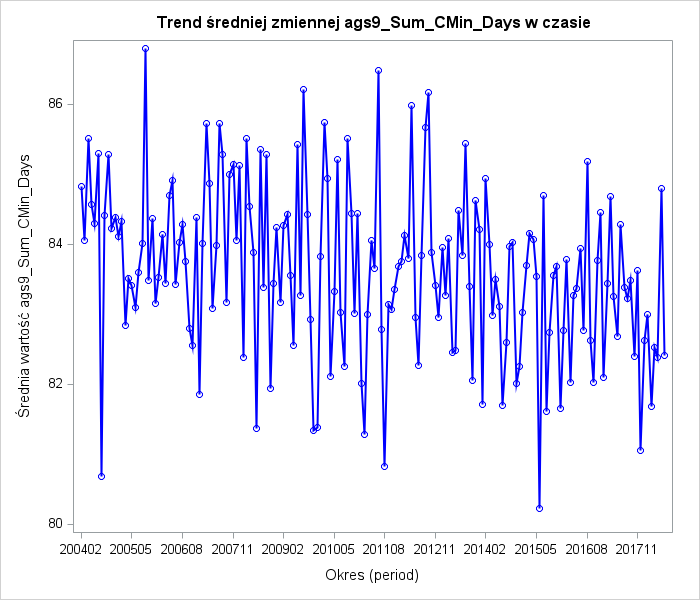 Trend średniej zmiennej ags9_Sum_CMin_Days w czasie
Średnia wartość ags9_Sum_CMin_Days
86
84
82
80
200402 200505 200608 200711 200902 201005 201108 201211 201402 201505 201608 201711
Okres (period)